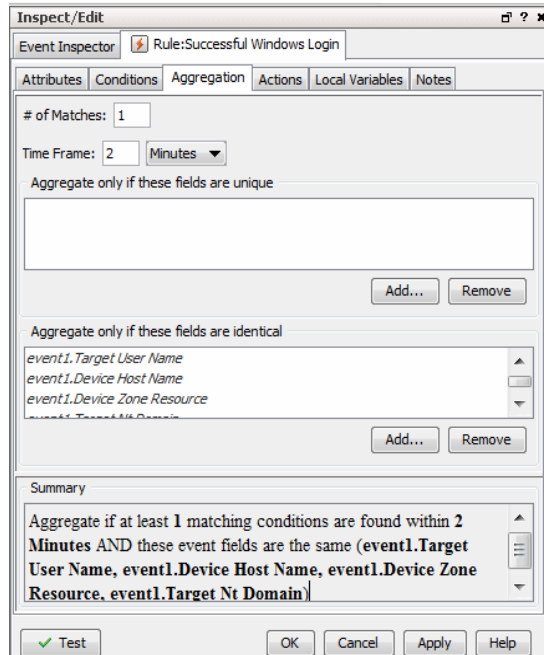 Inspect/Edit
Event Inspector Rule:Successful Windows Login
Attributes Conditions Aggregation Actions Local Variables Notes
# of Matches: 1
Time Frame: 2 Minutes
Aggregate only if these fields are unique
Add... Remove
Aggregate only if these fields are identical
event1.Target User Name
event1.Device Host Name
event1.Device Zone Resource
event1.Target Nt Domain
Add... Remove
Summary
Aggregate if at least 1 matching conditions are found within 2
Minutes AND these event fields are the same (event1.Target
User Name, event1.Device Host Name, event1.Device Zone
Resource, event1.Target Nt Domain)
Test OK Cancel Apply Help